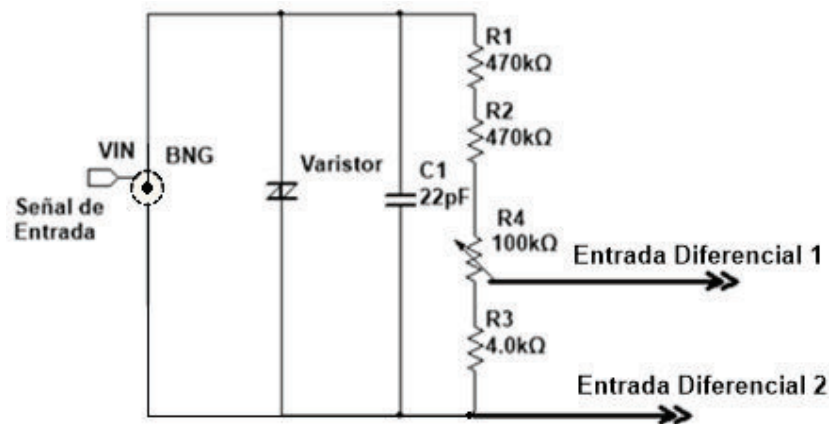 R1
470kΩ
R2
470kΩ
VIN
BNG
Señal de
Entrada
Varistor
C1
22pF
R4
100kΩ
Entrada Diferencial 1
R3
4.0kΩ
Entrada Diferencial 2